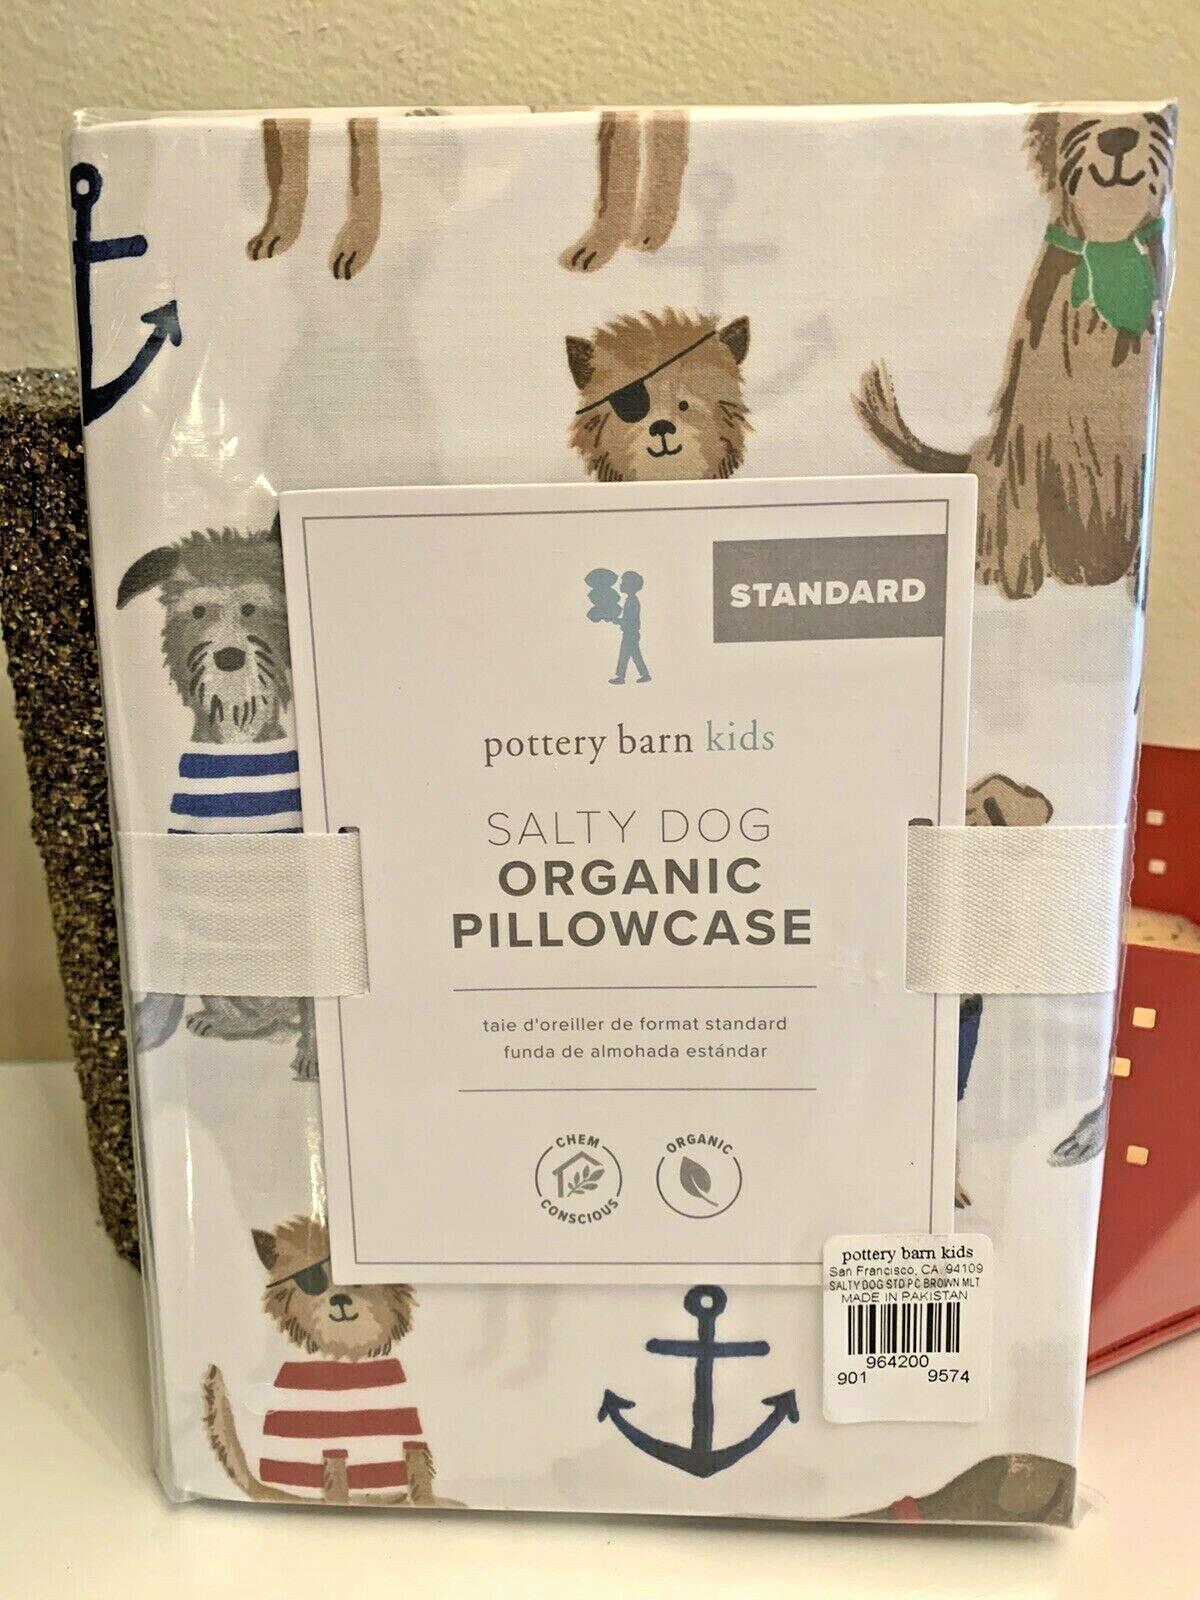 STANDARD
pottery barn kids
SALTY DOG
ORGANIC
PILLOWCASE
taie d'oreiller de format standard
funda de almohada estándar
CHEM
CONSCIOUS
ORGANIC
pottery barn kids
San Francisco, CA. 94109
SALTY DOG STD PC BROWN MLT
MADE IN PAKISTAN
964200
901 9574